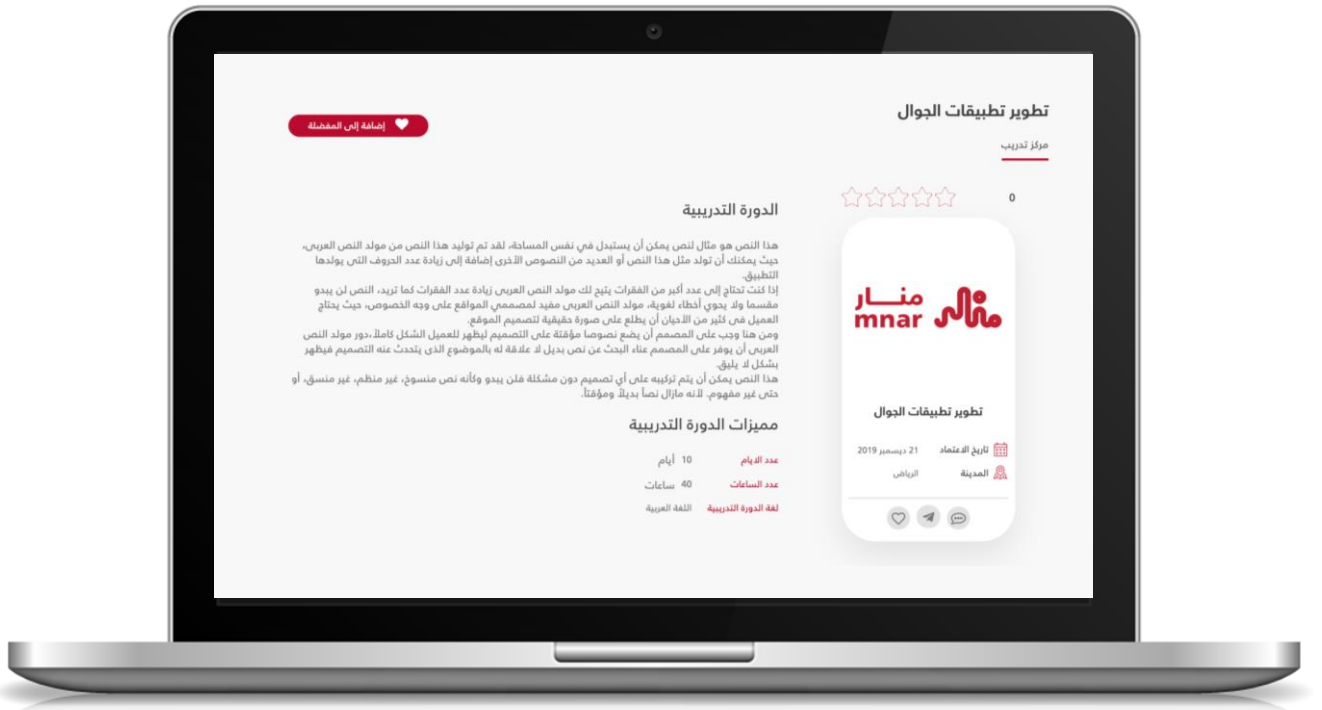 تطوير تطبيقات الجوال
إضافة إلى المفضلة
مركز تدريب
0
منار
mnar
تطوير تطبيقات الجوال
تاريخ الاعتماد 21 ديسمبر 2019
المدينة الرياض
الدورة التدريبية
هذا النص هو مثال لنص يمكن أن يستبدل في نفس المساحة، لقد تم توليد هذا النص من مولد النص العربى،
حيث يمكنك أن تولد مثل هذا النص أو العديد من النصوص الأخرى إضافة إلى زيادة عدد الحروف التى يولدها
التطبيق.
إذا كنت تحتاج إلى عدد أكبر من الفقرات يتيح لك مولد النص العربى زيادة عدد الفقرات كما تريد، النص لن يبدو
مقسما ولا يحوي أخطاء لغوية، مولد النص العربى مفيد لمصممي المواقع على وجه الخصوص، حيث يحتاج
العميل فى كثير من الأحيان أن يطلع على صورة حقيقية لتصميم الموقع.
ومن هنا وجب على المصمم أن يضع نصوصا مؤقتة على التصميم ليظهر للعميل الشكل كاملاً،دور مولد النص
العربى أن يوفر على المصمم عناء البحث عن نص بديل لا علاقة له بالموضوع الذى يتحدث عنه التصميم فيظهر
بشكل لا يليق.
هذا النص يمكن أن يتم تركيبه على أي تصميم دون مشكلة فلن يبدو وكأنه نص منسوخ، غير منظم، غير منسق، أو
حتى غير مفهوم. لأنه مازال نصاً بديلاً ومؤقتاً.
مميزات الدورة التدريبية
عدد الايام 10 أيام
عدد الساعات 40 ساعات
لغة الدورة التدريبية اللغة العربية